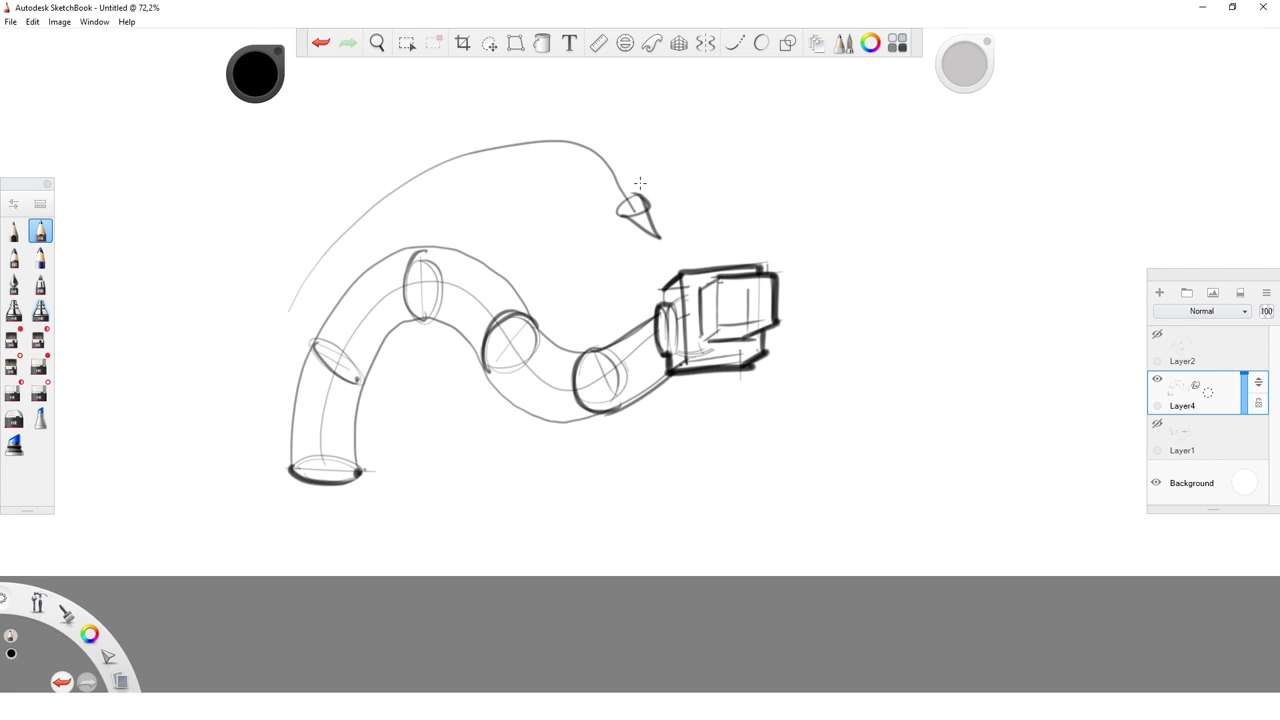 Autodesk SketchBook - Untitled @ 72,2%
File Edit Image Window Help
T
Normal
100
Layer2
Layer4
Layer1
Background